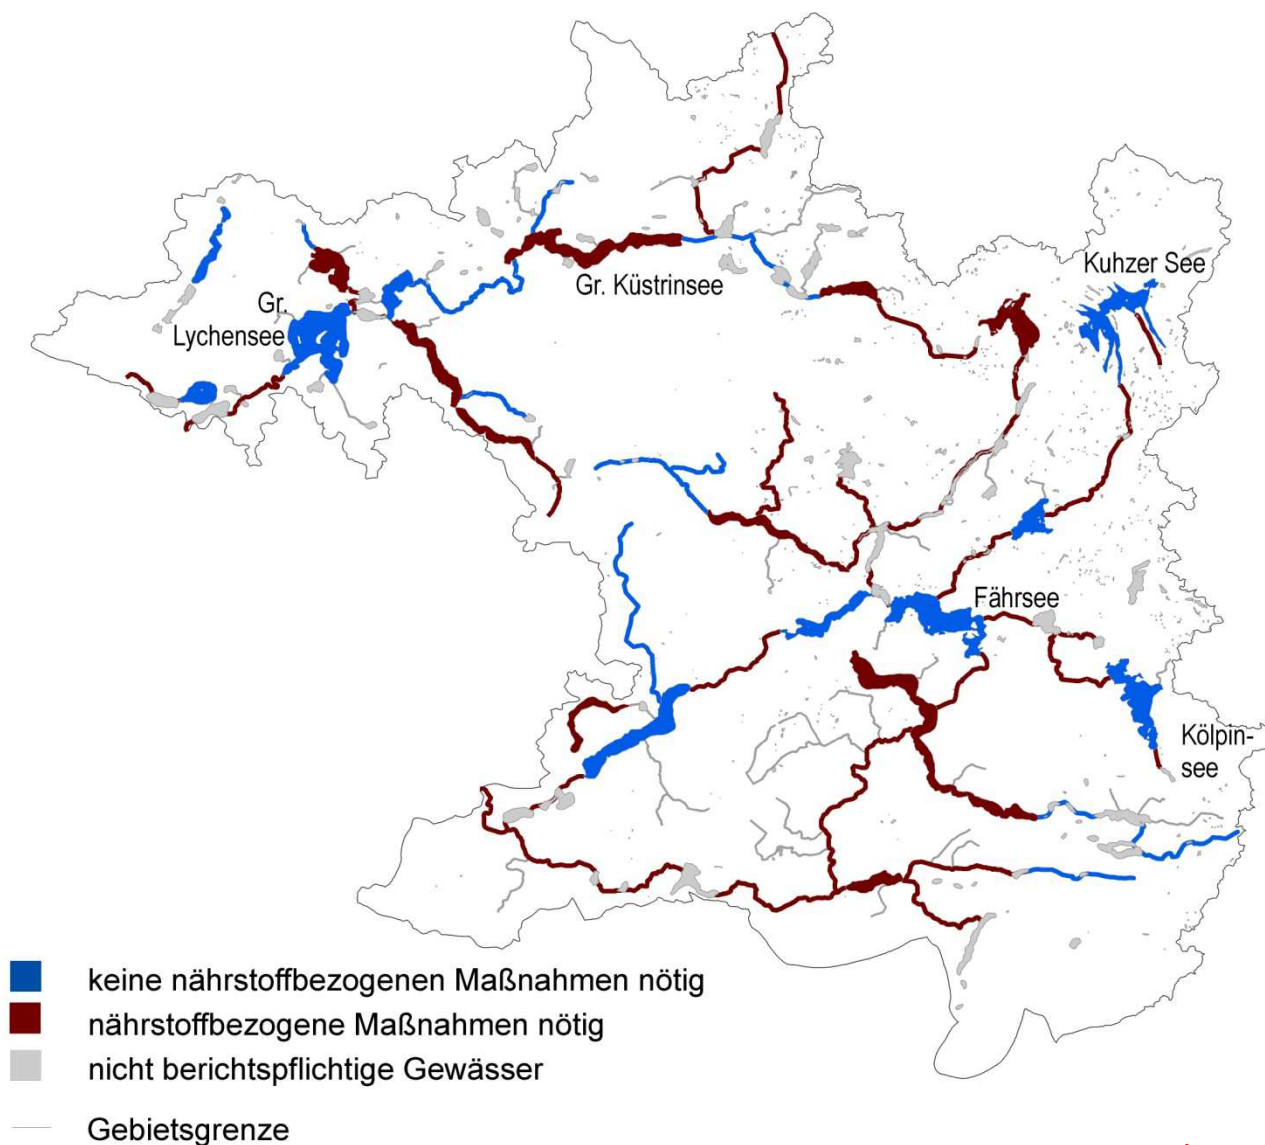 Kuhzer See
Gr. Küstrinsee
Gr.
Lychensee
Fährsee
Kölpin-
see
keine nährstoffbezogenen Maßnahmen nötig
nährstoffbezogene Maßnahmen nötig
nicht berichtspflichtige Gewässer
Gebietsgrenze